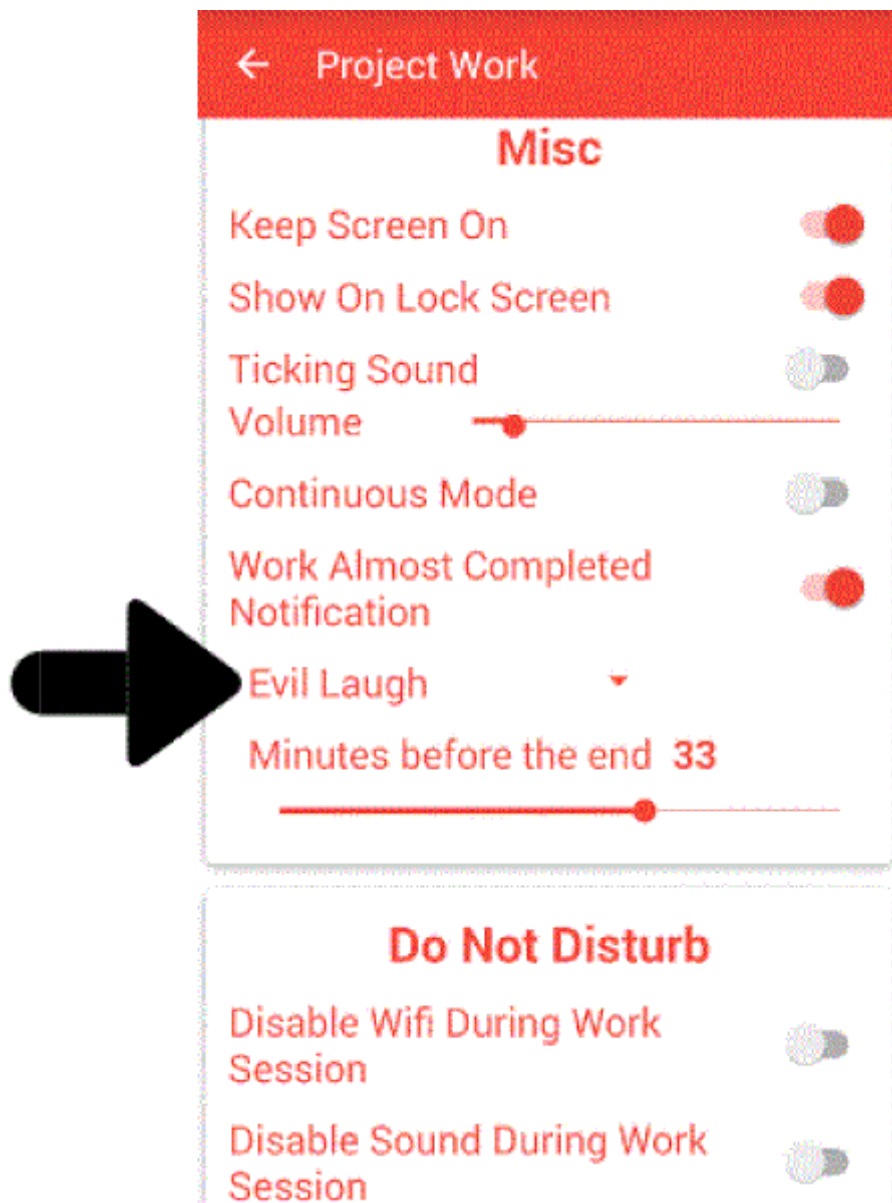 Project Work
Misc
Keep Screen On
Show On Lock Screen
Ticking Sound
Volume
Continuous Mode
Work Almost Completed
Notification
Evil Laugh
Minutes before the end 33
Do Not Disturb
Disable Wifi During Work
Session
Disable Sound During Work
Session